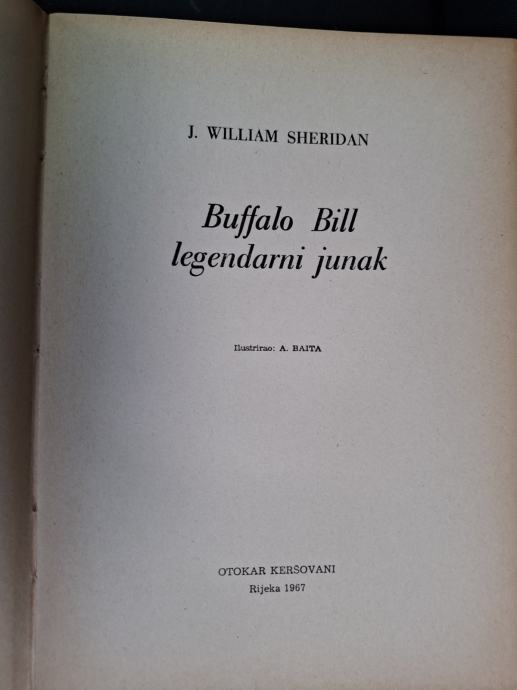 J. WILLIAM SHERIDAN
Buffalo Bill
legendarni junak
Ilustrirao: A. BAITA
OTOKAR KERŠOVANI
Rijeka 1967